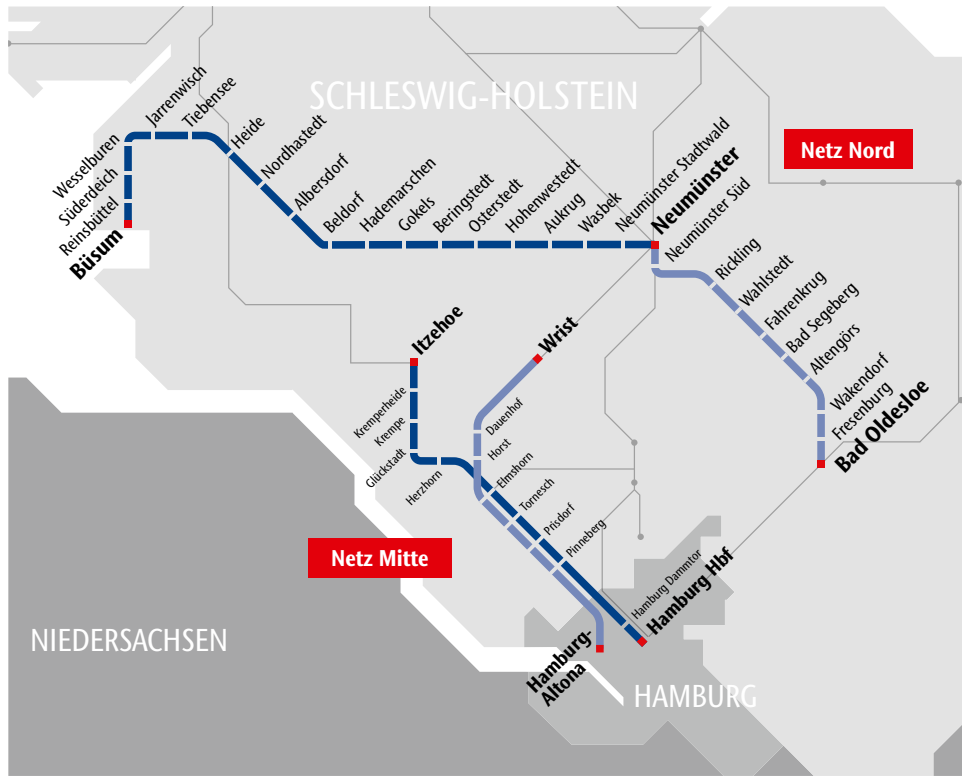 SCHLESWIG-HOLSTEIN
Netz Nord
Büsum
Reinsbüttel
Süderdeich
Wesselburen
Jarrenwisch
Tiebensee
Heide
Nordhastedt
Albersdorf
Beldorf
Hademarschen
Gokels
Beringstedt
Osterstedt
Hohenwestedt
Aukrug
Wasbek
Neumünster Stadtwald
Neumünster
Neumünster Süd
Rickling
Wahlstedt
Fahrenkrug
Bad Segeberg
Altengörs
Wakendorf
Fresenburg
Bad Oldesloe
Itzehoe
Kremperheide
Krempe
Glückstadt
Herzhorn
Wrist
Dauenhof
Horst
Elmshorn
Tornesch
Prisdorf
Pinneberg
Hamburg Dammtor
Hamburg Hbf
Hamburg-
Altona
Netz Mitte
NIEDERSACHSEN
HAMBURG